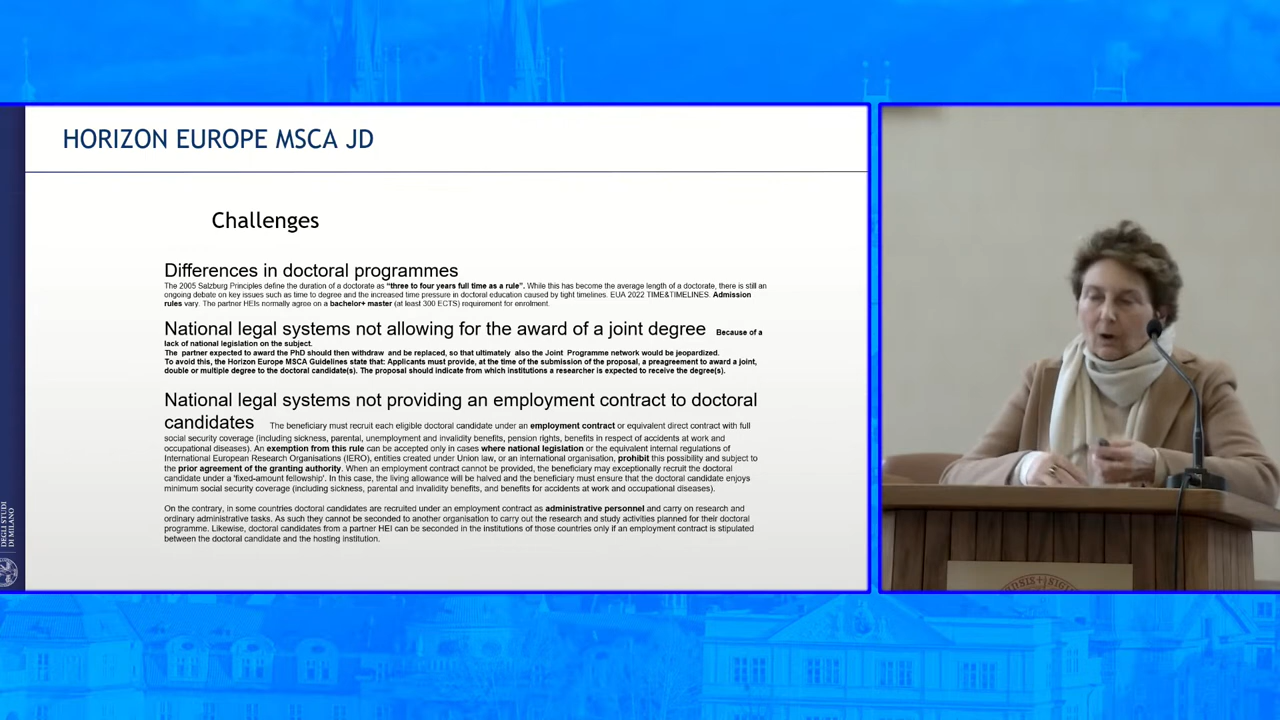 HORIZON EUROPE MSCA JD
Challenges
Differences in doctoral programmes
The 2005 Salzburg Principles define the duration of a doctorate as “three to four years full time as a rule”. While this has become the average length of a doctorate, there is still an
ongoing debate on key issues such as time to degree and the increased time pressure in doctoral education caused by tight timelines. EUA 2022 TIME&TIMELINES. Admission
rules vary. The partner HEIs normally agree on a bachelor+ master (at least 300 ECTS) requirement for enrolment.
National legal systems not allowing for the award of a joint degree Because of a
lack of national legislation on the subject.
The partner expected to award the PhD should then withdraw and be replaced, so that ultimately also the Joint Programme network would be jeopardized.
To avoid this, the Horizon Europe MSCA Guidelines state that: Applicants must provide, at the time of the submission of the proposal, a preagreement to award a joint,
double or multiple degree to the doctoral candidate(s). The proposal should indicate from which institutions a researcher is expected to receive the degree(s).
National legal systems not providing an employment contract to doctoral
candidates The beneficiary must recruit each eligible doctoral candidate under an employment contract or equivalent direct contract with full
social security coverage (including sickness, parental, unemployment and invalidity benefits, pension rights, benefits in respect of accidents at work and
occupational diseases). An exemption from this rule can be accepted only in cases where national legislation or the equivalent internal regulations of
International European Research Organisations (IERO), entities created under Union law, or an international organisation, prohibit this possibility and subject to
the prior agreement of the granting authority. When an employment contract cannot be provided, the beneficiary may exceptionally recruit the doctoral
candidate under a 'fixed-amount fellowship'. In this case, the living allowance will be halved and the beneficiary must ensure that the doctoral candidate enjoys
minimum social security coverage (including sickness, parental and invalidity benefits, and benefits for accidents at work and occupational diseases).
On the contrary, in some countries doctoral candidates are recruited under an employment contract as administrative personnel and carry on research and
ordinary administrative tasks. As such they cannot be seconded to another organisation to carry out the research and study activities planned for their doctoral
programme. Likewise, doctoral candidates from a partner HEI can be seconded in the institutions of those countries only if an employment contract is stipulated
between the doctoral candidate and the hosting institution.
DEGLI STUDI
DI MILANO